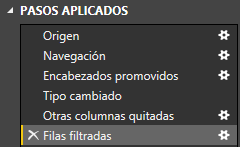 PASOS APLICADOS
Origen
Navegación
Encabezados promovidos
Tipo cambiado
Otras columnas quitadas
Filas filtradas